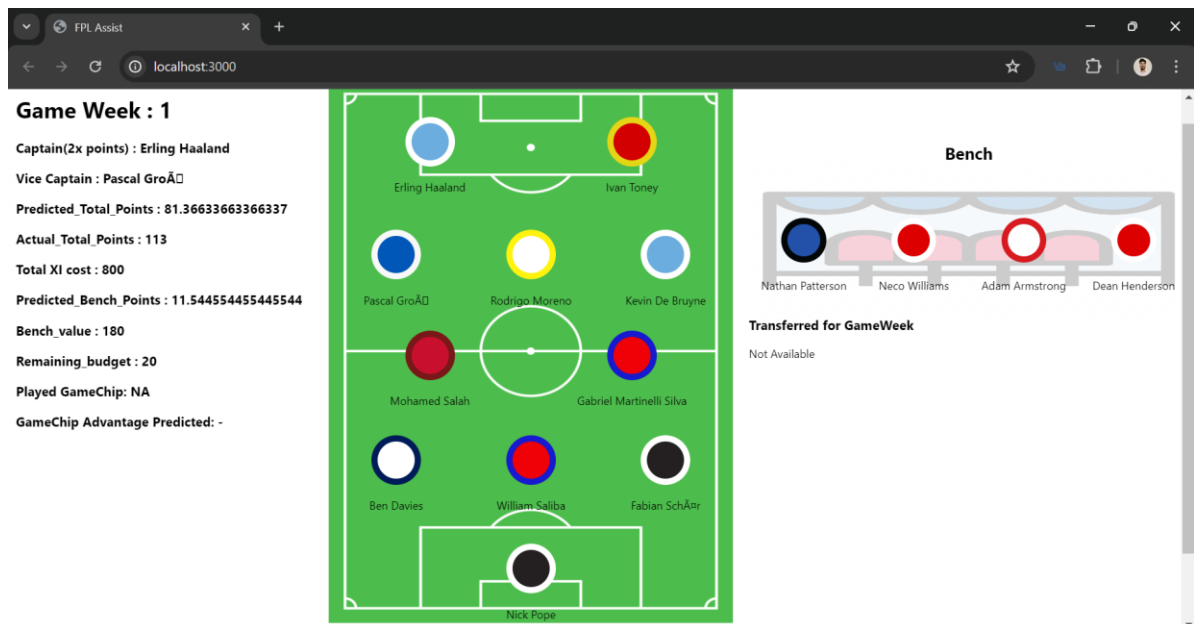 FPL Assist
localhost:3000
Game Week : 1
Captain(2x points) : Erling Haaland
Vice Captain : Pascal GroÃ▯
Predicted_Total_Points : 81.36633663366337
Actual_Total_Points : 113
Total XI cost : 800
Predicted_Bench_Points : 11.544554455445544
Bench_value : 180
Remaining_budget : 20
Played GameChip: NA
GameChip Advantage Predicted: -
Erling Haaland
Ivan Toney
Pascal GroÃ▯
Rodrigo Moreno
Kevin De Bruyne
Mohamed Salah
Gabriel Martinelli Silva
Ben Davies
William Saliba
Fabian SchÃ¤r
Nick Pope
Bench
Nathan Patterson
Neco Williams
Adam Armstrong
Dean Henderson
Transferred for GameWeek
Not Available